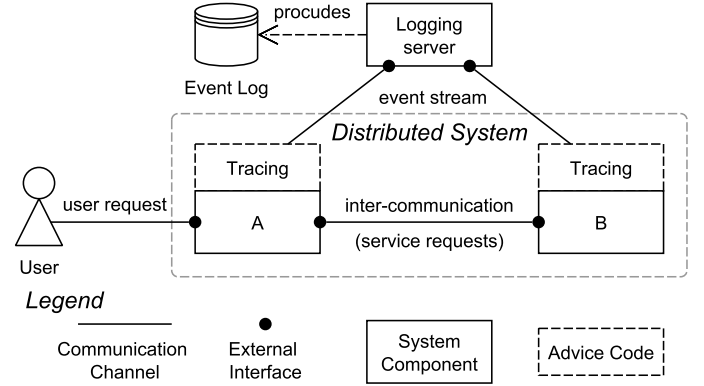 procudes
Logging
server
Event Log
event stream
Distributed System
Tracing
Tracing
user request
A
inter-communication
(service requests)
B
User
Legend
Communication
Channel
External
Interface
System
Component
Advice Code